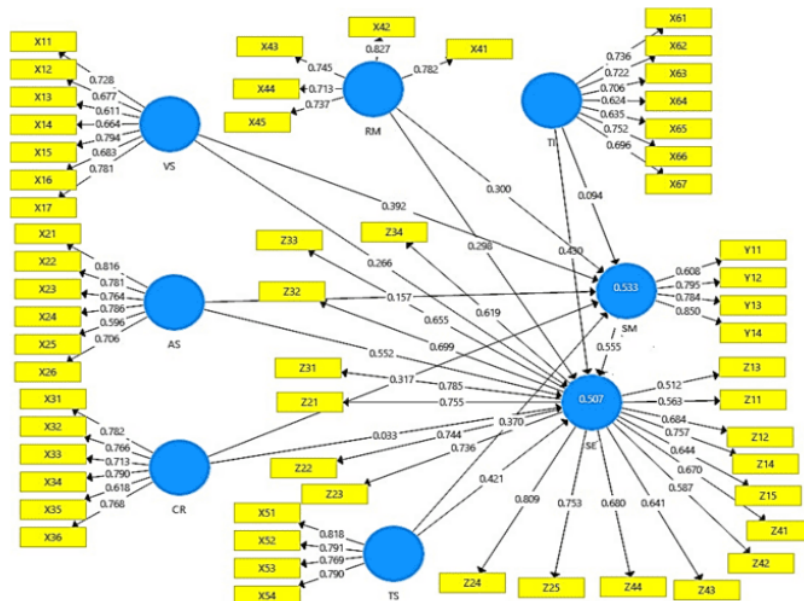 X11
X12
X13
X14
X15
X16
X17
0.728
0.677
0.611
0.664
0.794
0.683
0.781
VS
X43
X42
X41
X44
X45
0.745
0.827
0.782
0.713
0.737
RM
X61
X62
X63
X64
X65
X66
X67
0.736
0.722
0.706
0.624
0.635
0.752
0.696
TI
X21
X22
X23
X24
X25
X26
0.816
0.781
0.764
0.786
0.596
0.706
AS
X31
X32
X33
X34
X35
X36
0.782
0.766
0.713
0.790
0.618
0.768
CR
X51
X52
X53
X54
0.818
0.791
0.769
0.790
TS
0.392
0.266
0.300
0.298
0.094
0.430
0.157
0.552
0.317
0.033
0.370
0.421
0.555
0.533
SM
Y11
Y12
Y13
Y14
0.608
0.795
0.784
0.850
0.507
SE
Z33
Z34
Z32
Z31
Z21
Z22
Z23
0.655
0.619
0.699
0.785
0.755
0.744
0.736
Z13
Z11
Z12
Z14
Z15
Z41
Z42
Z43
Z44
Z25
Z24
0.512
0.563
0.684
0.757
0.644
0.670
0.587
0.641
0.680
0.753
0.809